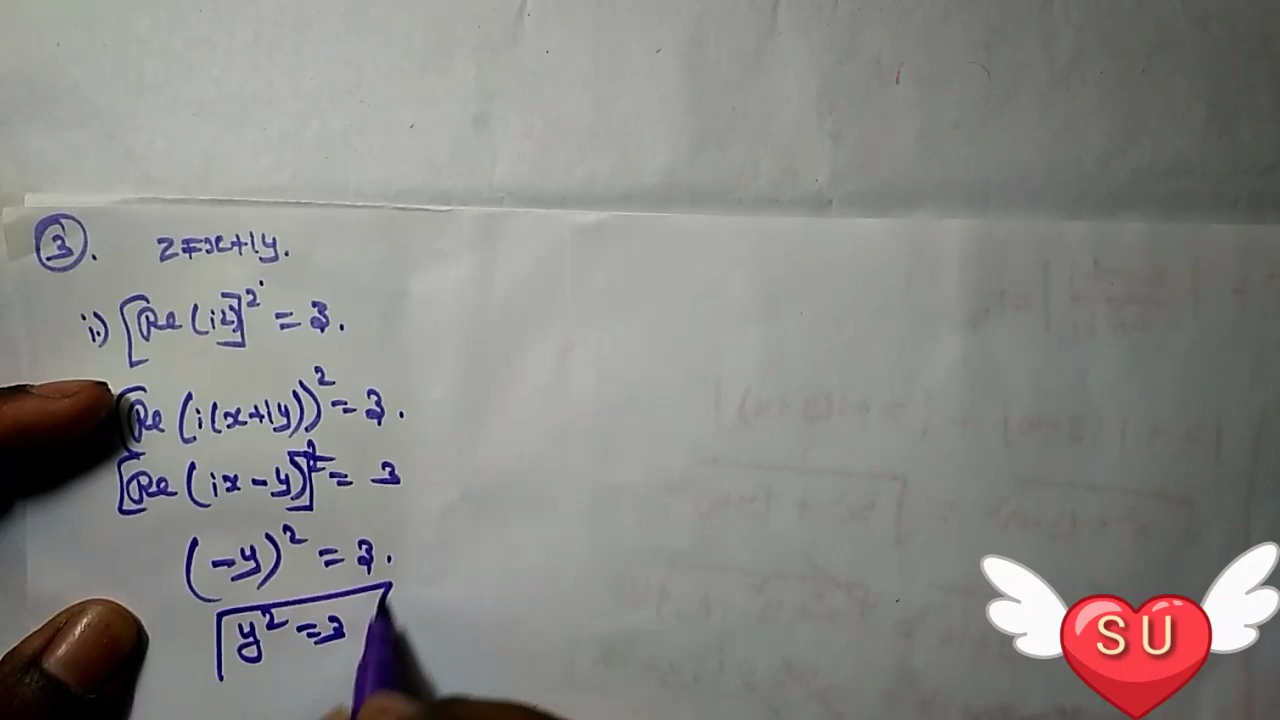 3. z=x+iy.
i) [Re(iz)]² = 3.
[Re(i(x+iy))² = 3.
[Re(ix-y)]² = 3
(-y)² = 3.
y² = 3
SU